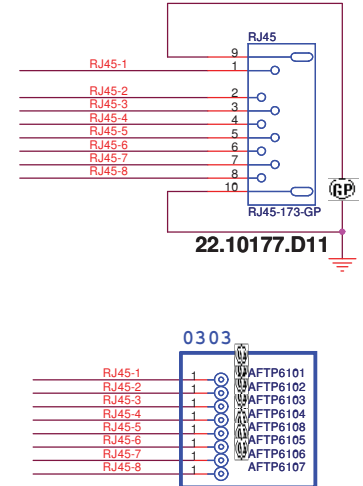 RJ45
9
RJ45-1 1
RJ45-2 2
RJ45-3 3
RJ45-4 4
RJ45-5 5
RJ45-6 6
RJ45-7 7
RJ45-8 8
10
GP
RJ45-173-GP
22.10177.D11
0303
RJ45-1 1 AFTP6101
RJ45-2 1 AFTP6102
RJ45-3 1 AFTP6103
RJ45-4 1 AFTP6104
RJ45-5 1 AFTP6108
RJ45-6 1 AFTP6105
RJ45-7 1 AFTP6106
RJ45-8 1 AFTP6107